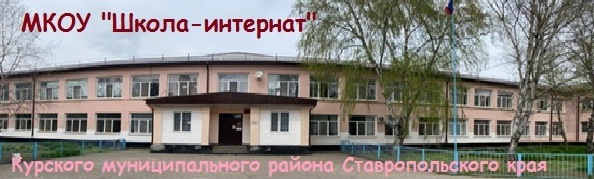 МКОУ "Школа-интернат"
Курского муниципального района Ставропольского края